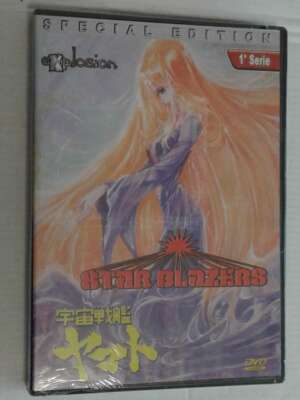 SPECIAL EDITION
explosion
1ª Serie
STAR BLAZERS
宇宙戦艦
ヤマト
DVD